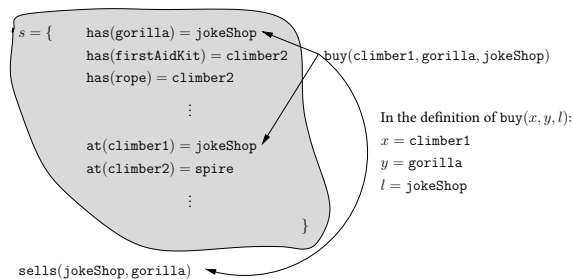 s = { has(gorilla) = jokeShop
has(firstAidKit) = climber2
has(rope) = climber2
⋮
at(climber1) = jokeShop
at(climber2) = spire
⋮
}
buy(climber1, gorilla, jokeShop)
In the definition of buy(x, y, l):
x = climber1
y = gorilla
l = jokeShop
sells(jokeShop, gorilla)